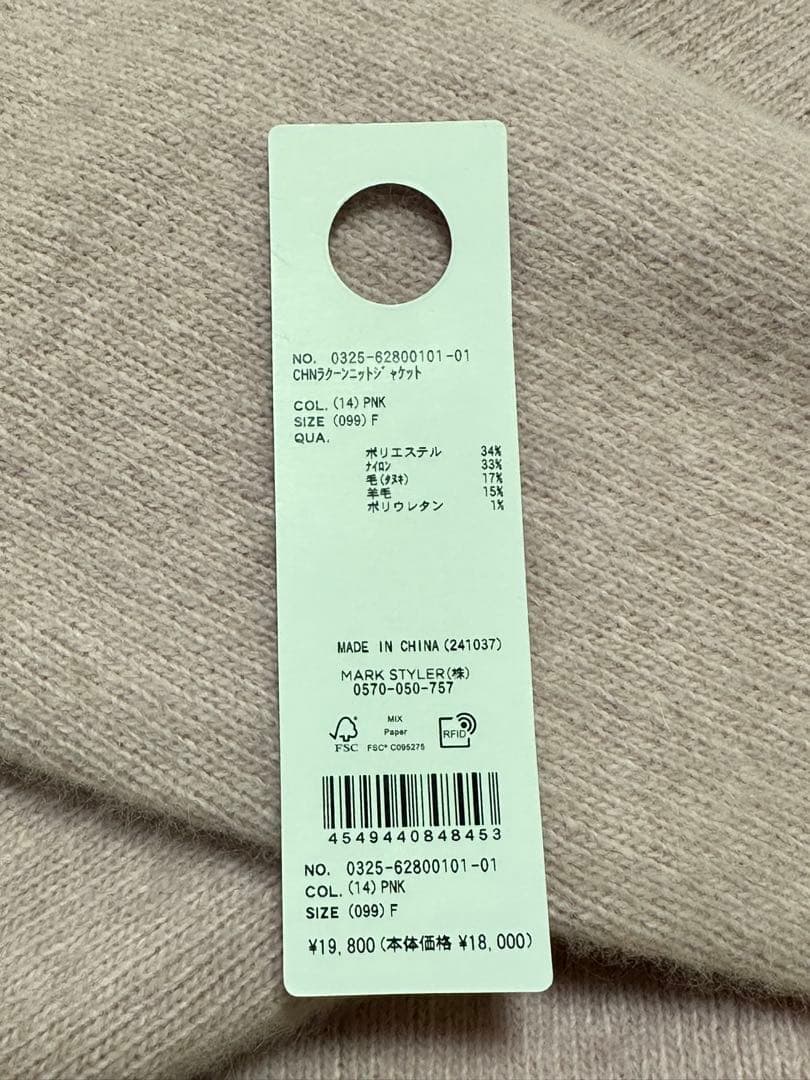 NO. 0325-62800101-01
CHNラクーンニットジャケット
COL. (14) PNK
SIZE (099) F
QUA.
ポリエステル 34%
ナイロン 33%
毛(タヌキ) 17%
羊毛 15%
ポリウレタン 1%
MADE IN CHINA (241037)
MARK STYLER(株)
0570-050-757
MIX
Paper
FSC FSC® C095275
RFID
4549440848453
NO. 0325-62800101-01
COL. (14) PNK
SIZE (099) F
¥19,800 (本体価格 ¥18,000)